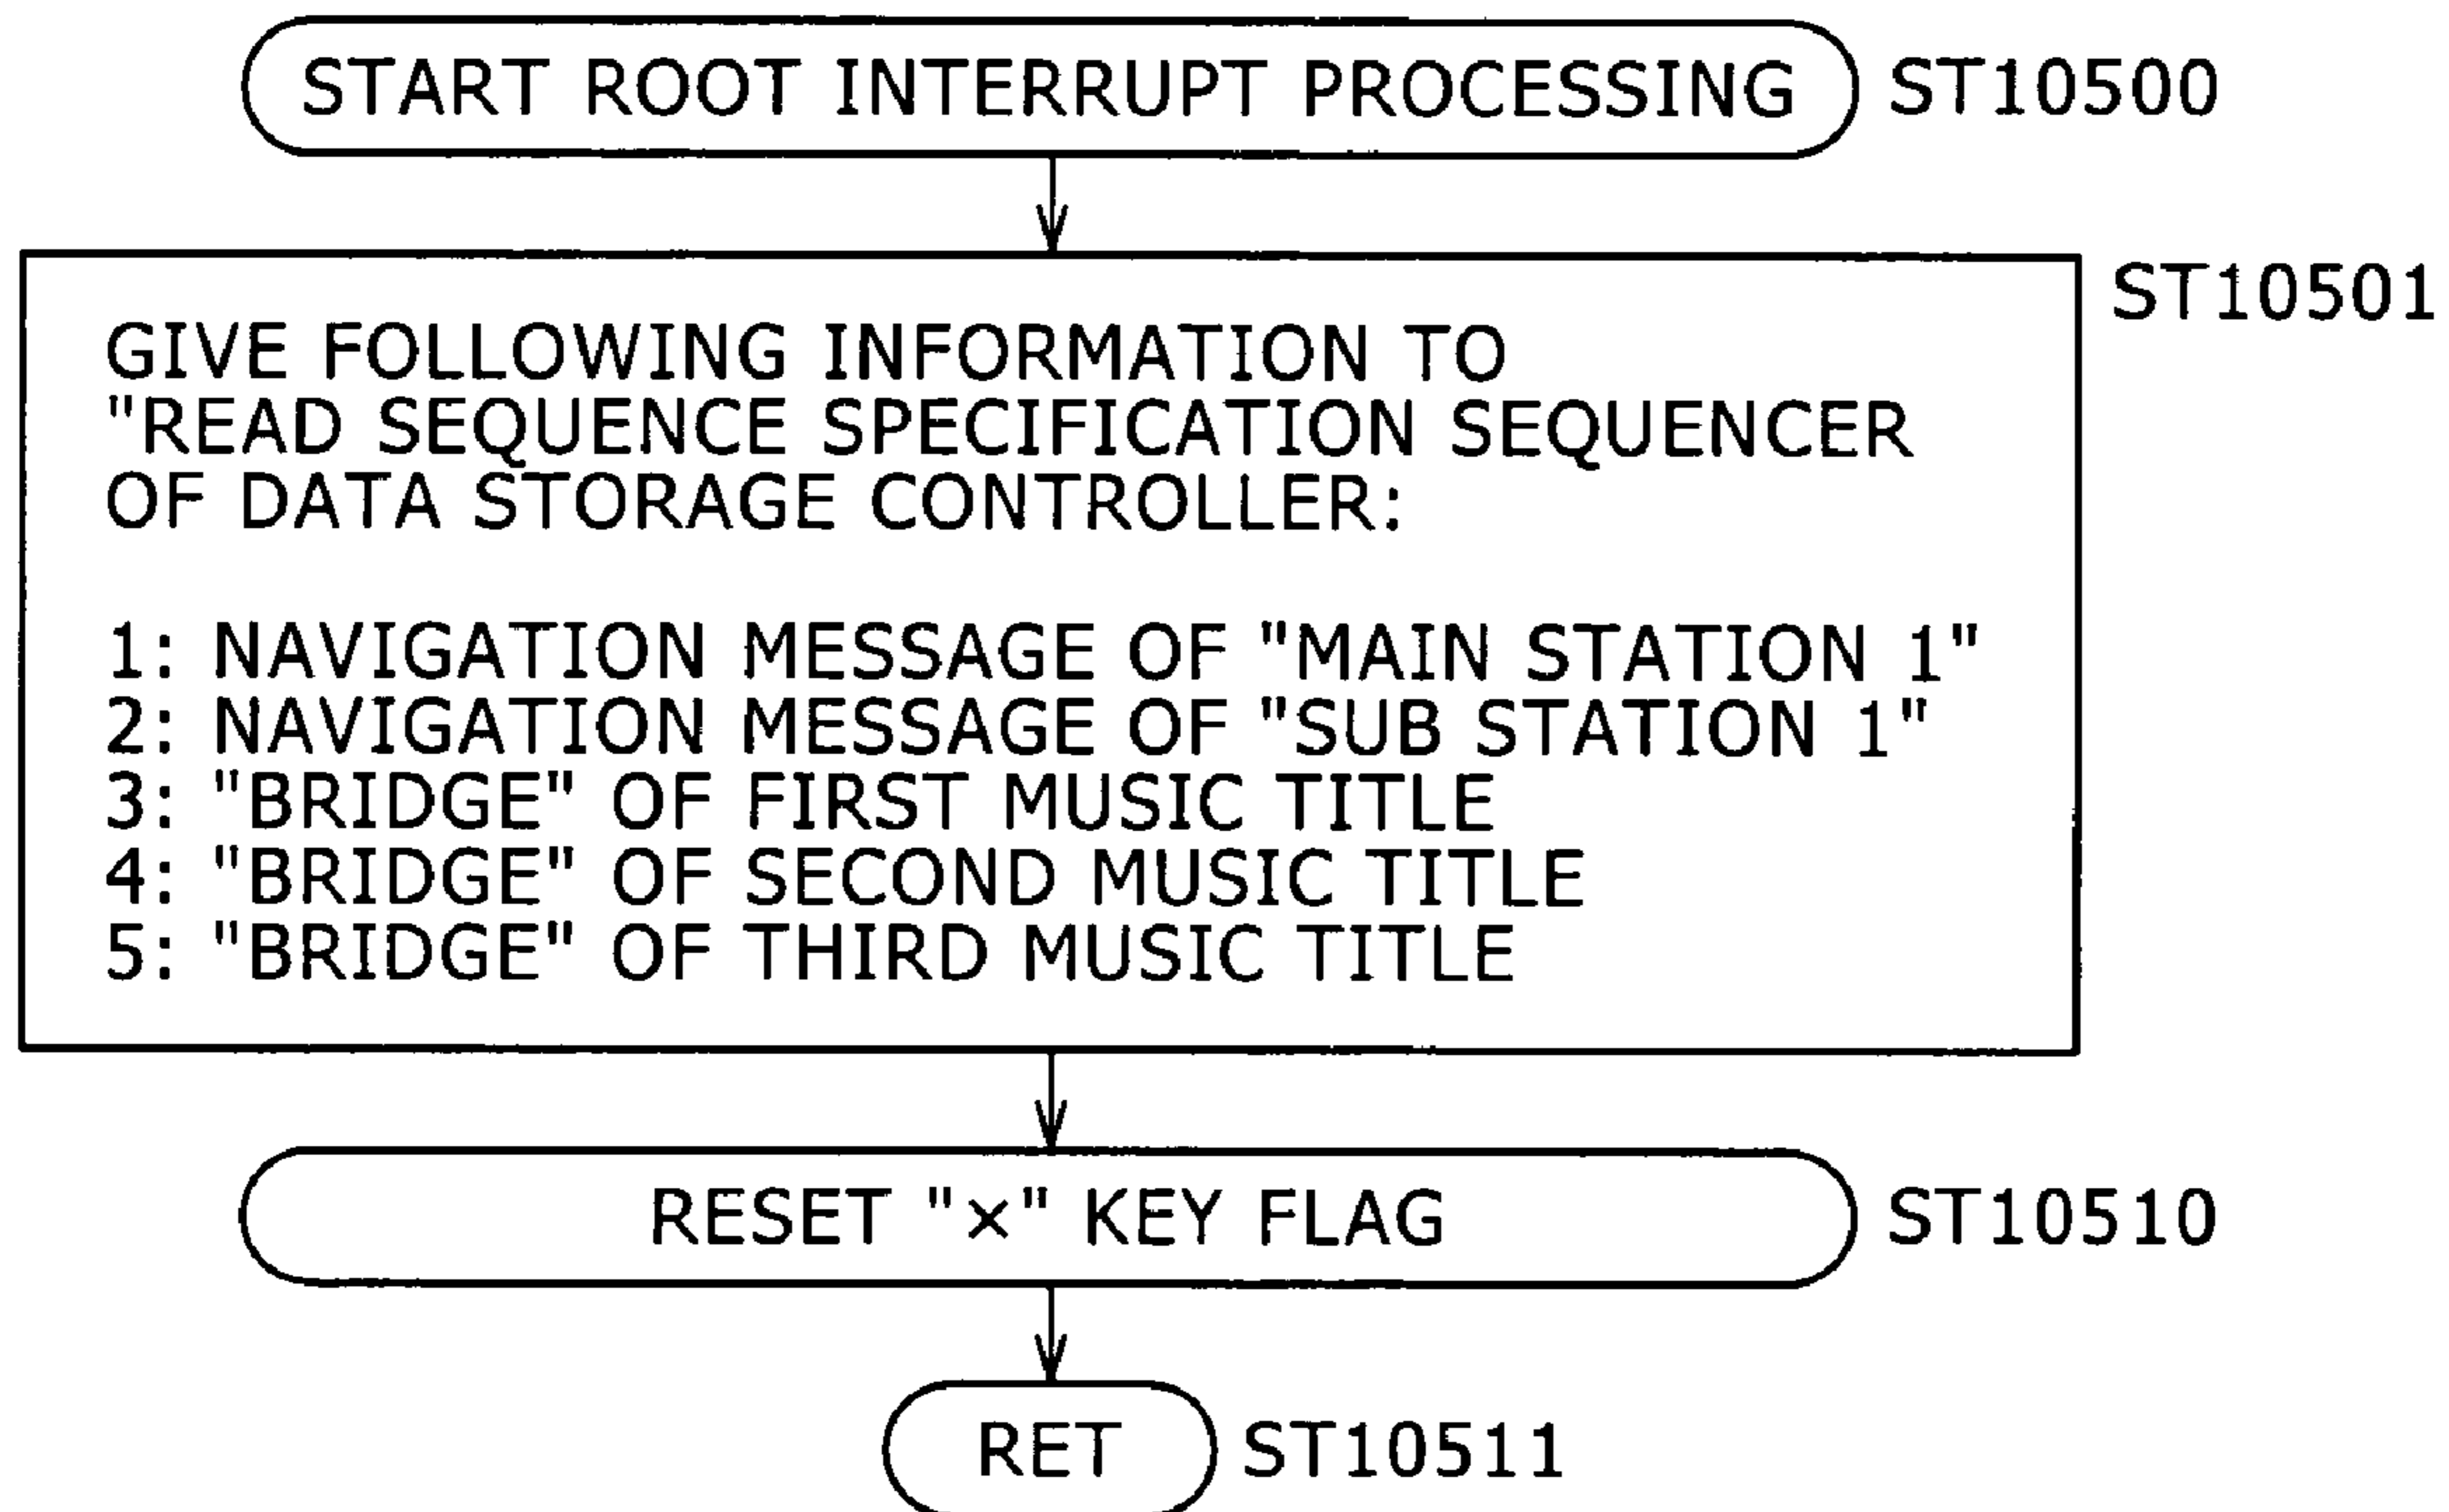 START ROOT INTERRUPT PROCESSING ST10500
ST10501
GIVE FOLLOWING INFORMATION TO
"READ SEQUENCE SPECIFICATION SEQUENCER
OF DATA STORAGE CONTROLLER:
1: NAVIGATION MESSAGE OF "MAIN STATION 1"
2: NAVIGATION MESSAGE OF "SUB STATION 1"
3: "BRIDGE" OF FIRST MUSIC TITLE
4: "BRIDGE" OF SECOND MUSIC TITLE
5: "BRIDGE" OF THIRD MUSIC TITLE
RESET "×" KEY FLAG ST10510
RET ST10511